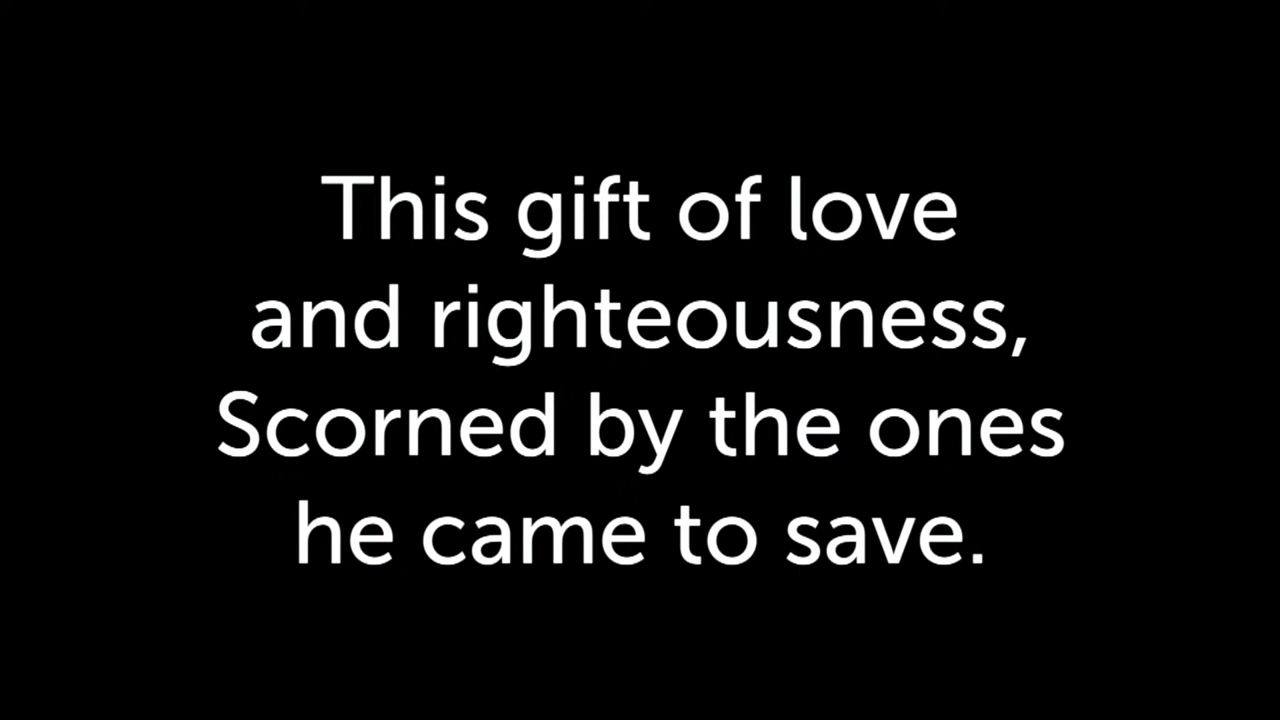 This gift of love
and righteousness,
Scorned by the ones
he came to save.